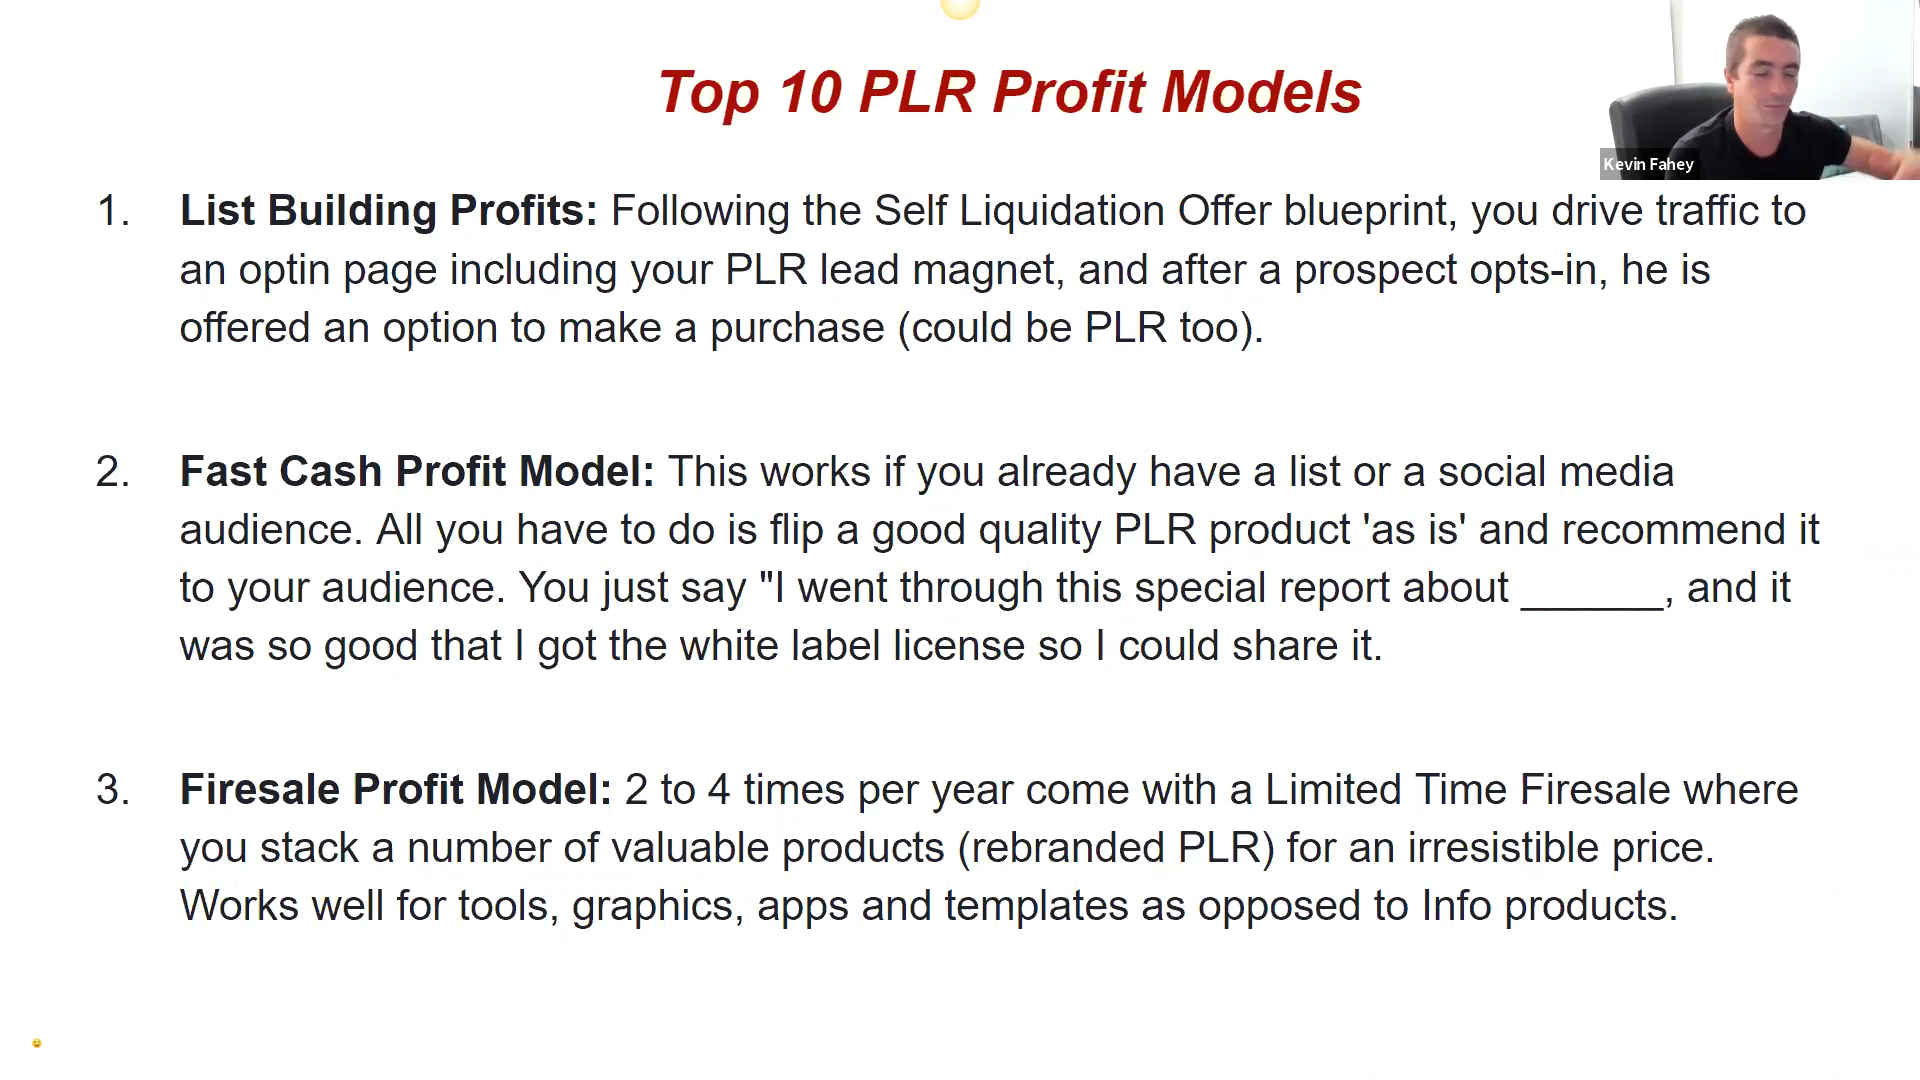 Top 10 PLR Profit Models
Kevin Fahey
1. List Building Profits: Following the Self Liquidation Offer blueprint, you drive traffic to
an optin page including your PLR lead magnet, and after a prospect opts-in, he is
offered an option to make a purchase (could be PLR too).
2. Fast Cash Profit Model: This works if you already have a list or a social media
audience. All you have to do is flip a good quality PLR product 'as is' and recommend it
to your audience. You just say "I went through this special report about ______, and it
was so good that I got the white label license so I could share it.
3. Firesale Profit Model: 2 to 4 times per year come with a Limited Time Firesale where
you stack a number of valuable products (rebranded PLR) for an irresistible price.
Works well for tools, graphics, apps and templates as opposed to Info products.